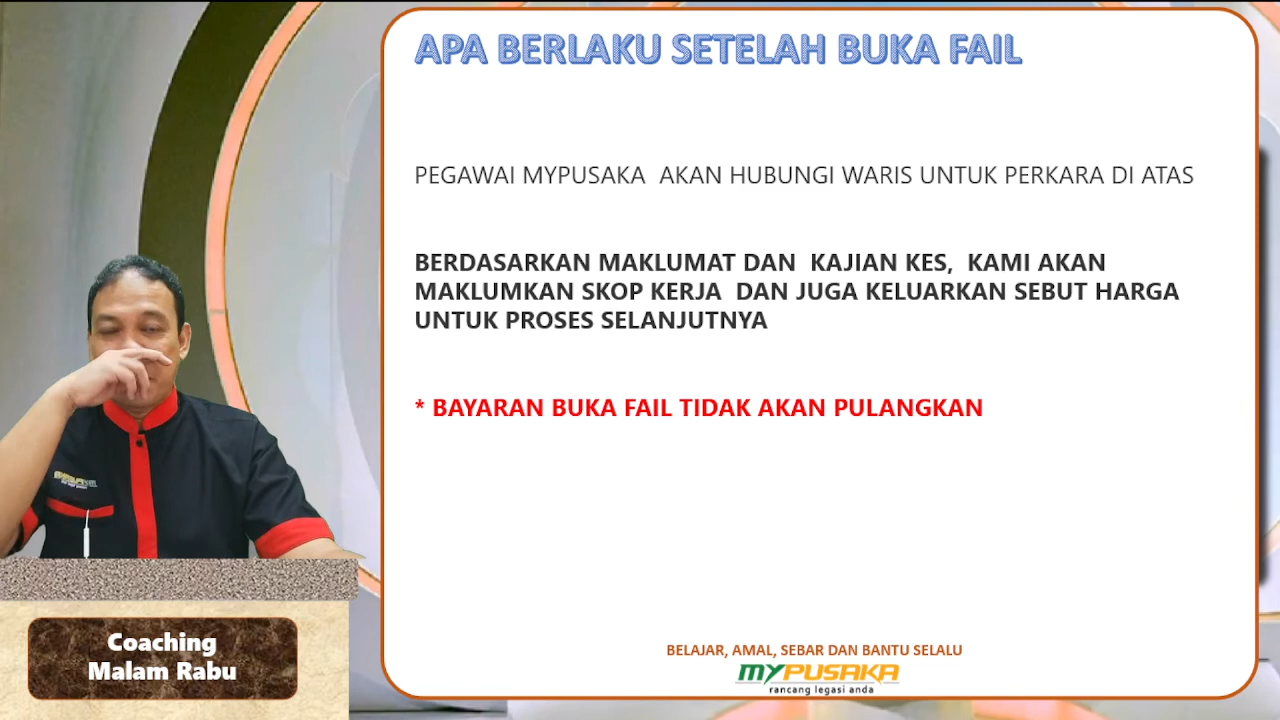 APA BERLAKU SETELAH BUKA FAIL
PEGAWAI MYPUSAKA AKAN HUBUNGI WARIS UNTUK PERKARA DI ATAS
BERDASARKAN MAKLUMAT DAN KAJIAN KES, KAMI AKAN
MAKLUMKAN SKOP KERJA DAN JUGA KELUARKAN SEBUT HARGA
UNTUK PROSES SELANJUTNYA
* BAYARAN BUKA FAIL TIDAK AKAN PULANGKAN
Coaching
Malam Rabu
BELAJAR, AMAL, SEBAR DAN BANTU SELALU
MYPUSAKA
rancang legasi anda